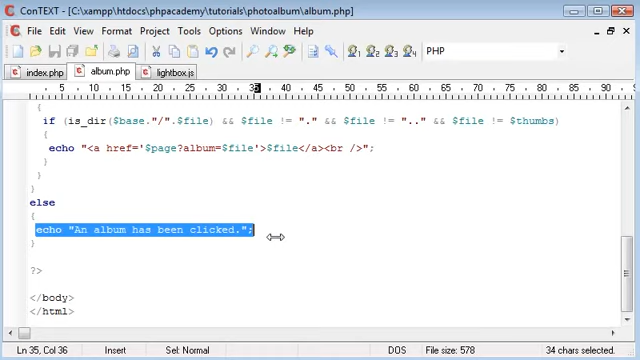 ConTEXT - [C:\xampp\htdocs\phpacademy\tutorials\photoalbum\album.php]
File Edit View Format Project Tools Options Window Help
PHP
index.php album.php lightbox.js
5 10 15 20 25 30 35 40 45 50 55 60 65 70 75 80 85 90 9
{
if (is_dir($base."/".$file) && $file != "." && $file != ".." && $file != $thumbs)
{
echo "<a href='$page?album=$file'>$file</a><br />";
}
}
}
else
{
echo "An album has been clicked.";
}
?>
</body>
</html>
Ln 35, Col 36 Insert Sel: Normal DOS File size: 578 34 chars selected.